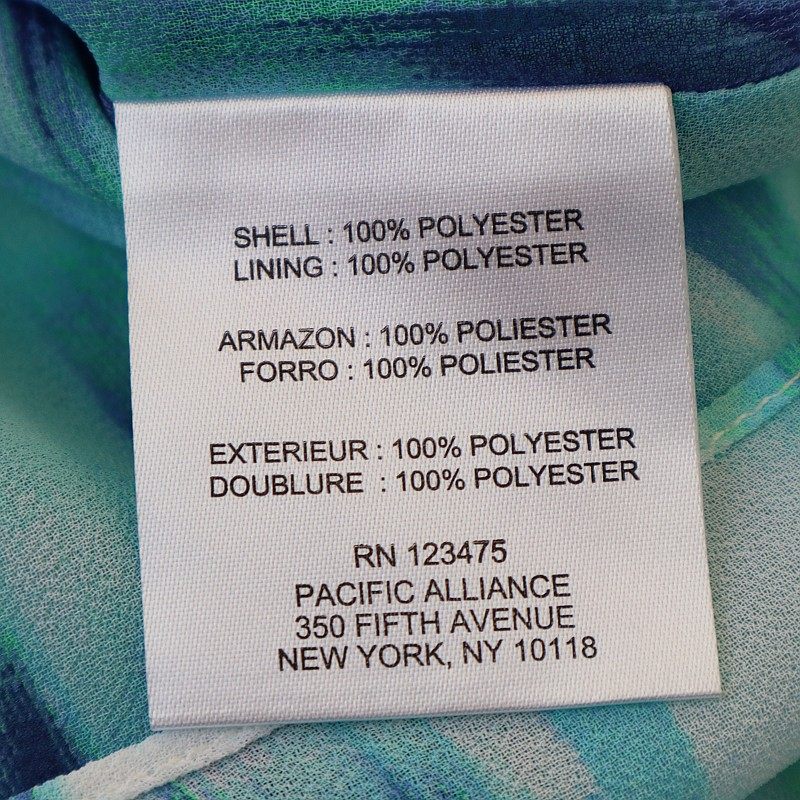 SHELL : 100% POLYESTER
LINING : 100% POLYESTER
ARMAZON : 100% POLIESTER
FORRO : 100% POLIESTER
EXTERIEUR : 100% POLYESTER
DOUBLURE : 100% POLYESTER
RN 123475
PACIFIC ALLIANCE
350 FIFTH AVENUE
NEW YORK, NY 10118